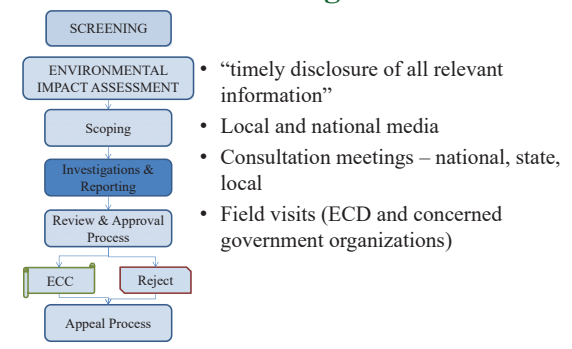 SCREENING
ENVIRONMENTAL
IMPACT ASSESSMENT
Scoping
Investigations &
Reporting
Review & Approval
Process
ECC
Reject
Appeal Process
• “timely disclosure of all relevant
information”
• Local and national media
• Consultation meetings – national, state,
local
• Field visits (ECD and concerned
government organizations)